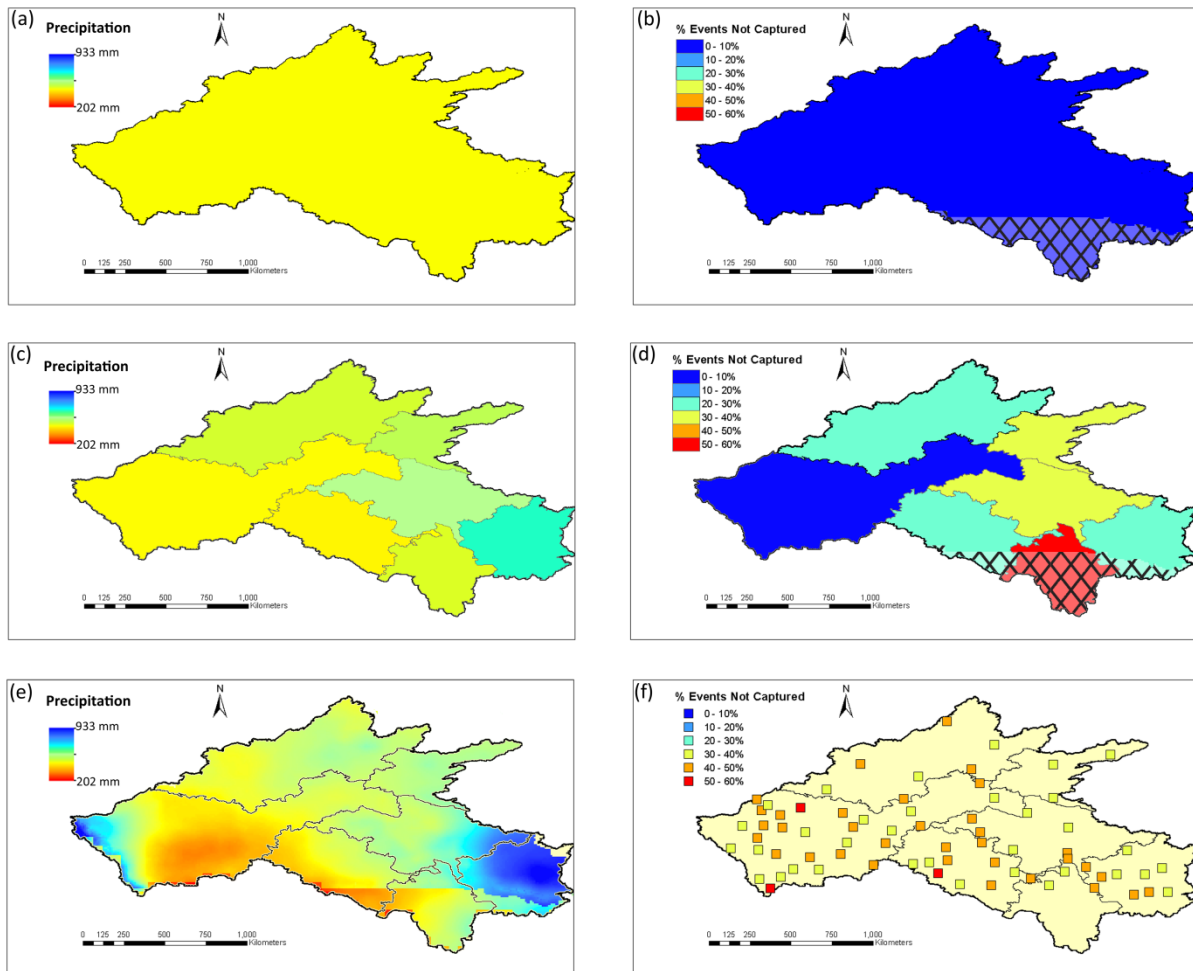 (a)
Precipitation
933 mm
202 mm
N
0 125 250 500 750 1,000
Kilometers
(b)
% Events Not Captured
0 - 10%
10 - 20%
20 - 30%
30 - 40%
40 - 50%
50 - 60%
N
0 125 250 500 750 1,000
Kilometers
(c)
Precipitation
933 mm
202 mm
N
0 125 250 500 750 1,000
Kilometers
(d)
% Events Not Captured
0 - 10%
10 - 20%
20 - 30%
30 - 40%
40 - 50%
50 - 60%
N
0 125 250 500 750 1,000
Kilometers
(e)
Precipitation
933 mm
202 mm
N
0 125 250 500 750 1,000
Kilometers
(f)
% Events Not Captured
0 - 10%
10 - 20%
20 - 30%
30 - 40%
40 - 50%
50 - 60%
N
0 125 250 500 750 1,000
Kilometers